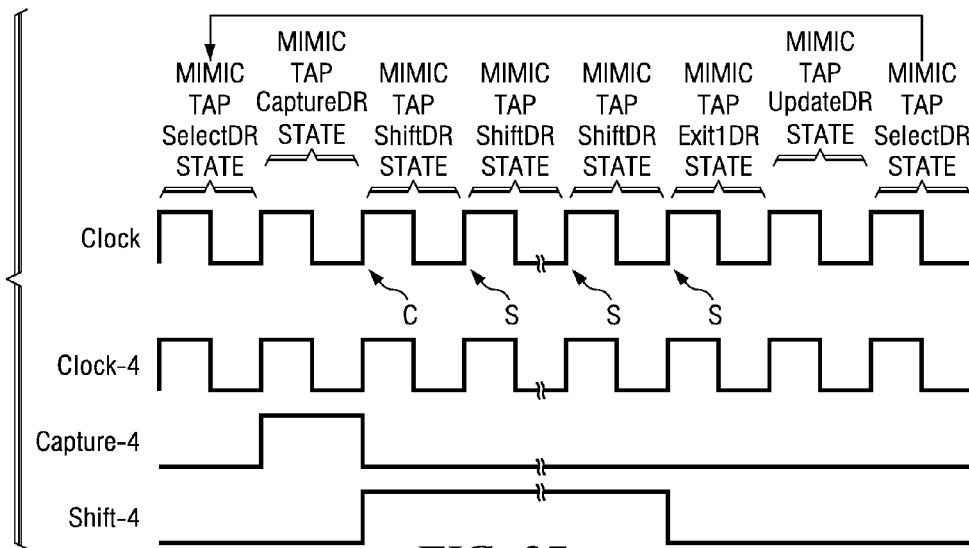 MIMIC
TAP
SelectDR
STATE
MIMIC
TAP
CaptureDR
STATE
MIMIC
TAP
ShiftDR
STATE
MIMIC
TAP
ShiftDR
STATE
MIMIC
TAP
ShiftDR
STATE
MIMIC
TAP
Exit1DR
STATE
MIMIC
TAP
UpdateDR
STATE
MIMIC
TAP
SelectDR
STATE
Clock
C
S
S
S
Clock-4
Capture-4
Shift-4